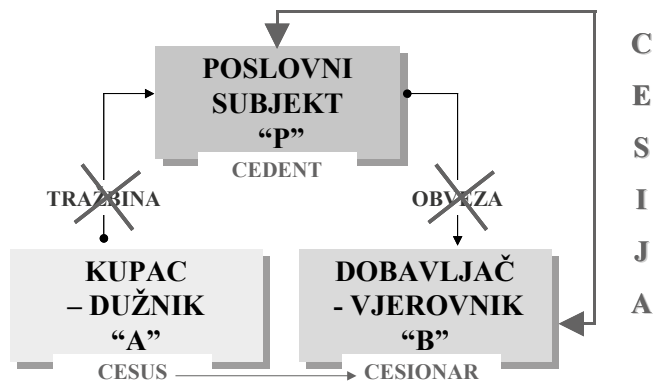 POSLOVNI
SUBJEKT
“P”
CEDENT
TRAŽBINA
OBVEZA
KUPAC
– DUŽNIK
“A”
CESUS
DOBAVLJAČ
- VJEROVNIK
“B”
CESIONAR
C
E
S
I
J
A